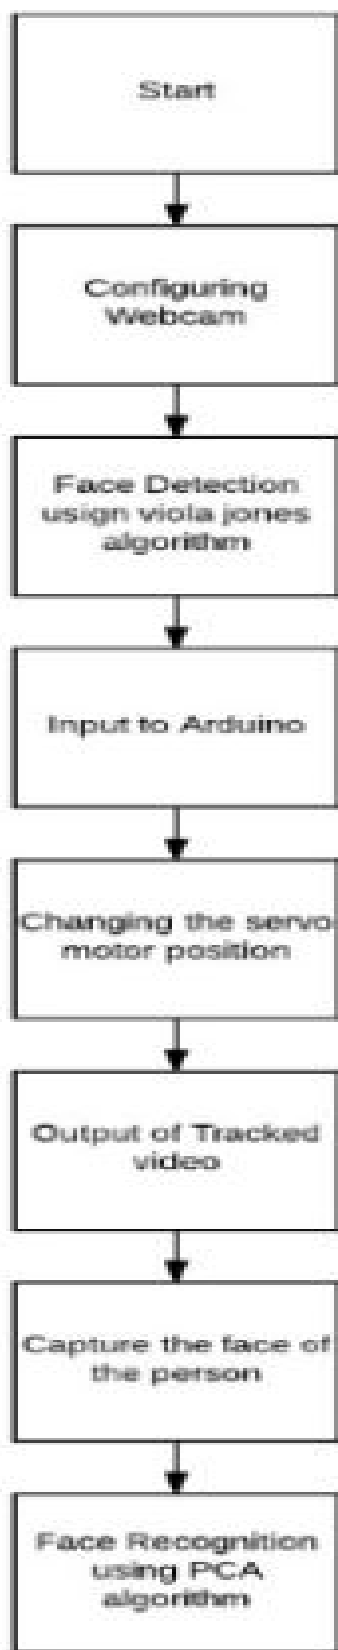 Start
Configuring
Webcam
Face Detection
usign viola jones
algorithm
Input to Arduino
Changing the servo
motor position
Output of Tracked
video
Capture the face of
the person
Face Recognition
using PCA
algorithm